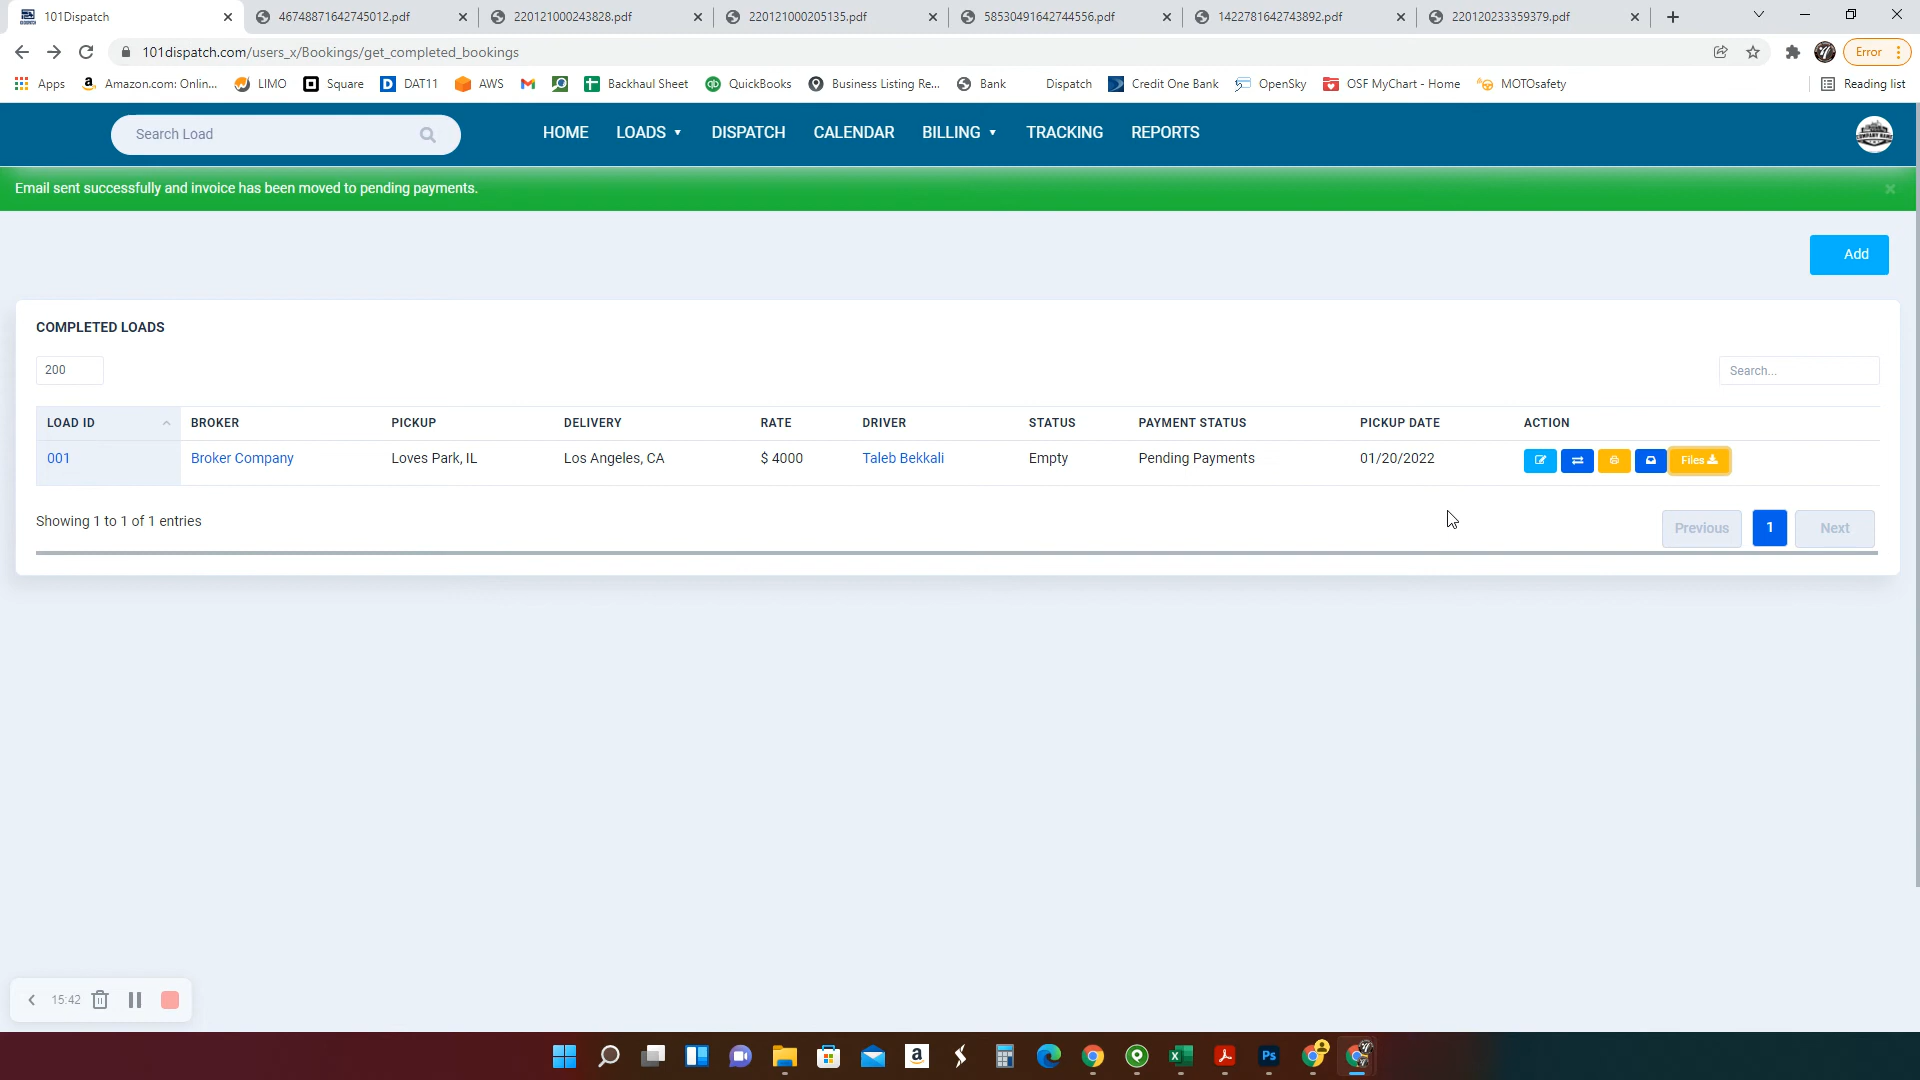 101Dispatch
46748871642745012.pdf
220121000243828.pdf
220121000205135.pdf
58530491642744556.pdf
1422781642743892.pdf
220120233359379.pdf
101dispatch.com/users_x/Bookings/get_completed_bookings
Error
Apps
Amazon.com: Onlin...
LIMO
Square
DAT11
AWS
Backhaul Sheet
QuickBooks
Business Listing Re...
Bank
Dispatch
Credit One Bank
OpenSky
OSF MyChart - Home
MOTOsafety
Reading list
Search Load
HOME
LOADS
DISPATCH
CALENDAR
BILLING
TRACKING
REPORTS
Email sent successfully and invoice has been moved to pending payments.
Add
COMPLETED LOADS
200
Search...
LOAD ID BROKER PICKUP DELIVERY RATE DRIVER STATUS PAYMENT STATUS PICKUP DATE ACTION
001 Broker Company Loves Park, IL Los Angeles, CA $ 4000 Taleb Bekkali Empty Pending Payments 01/20/2022 Files
Showing 1 to 1 of 1 entries
Previous 1 Next
15:42